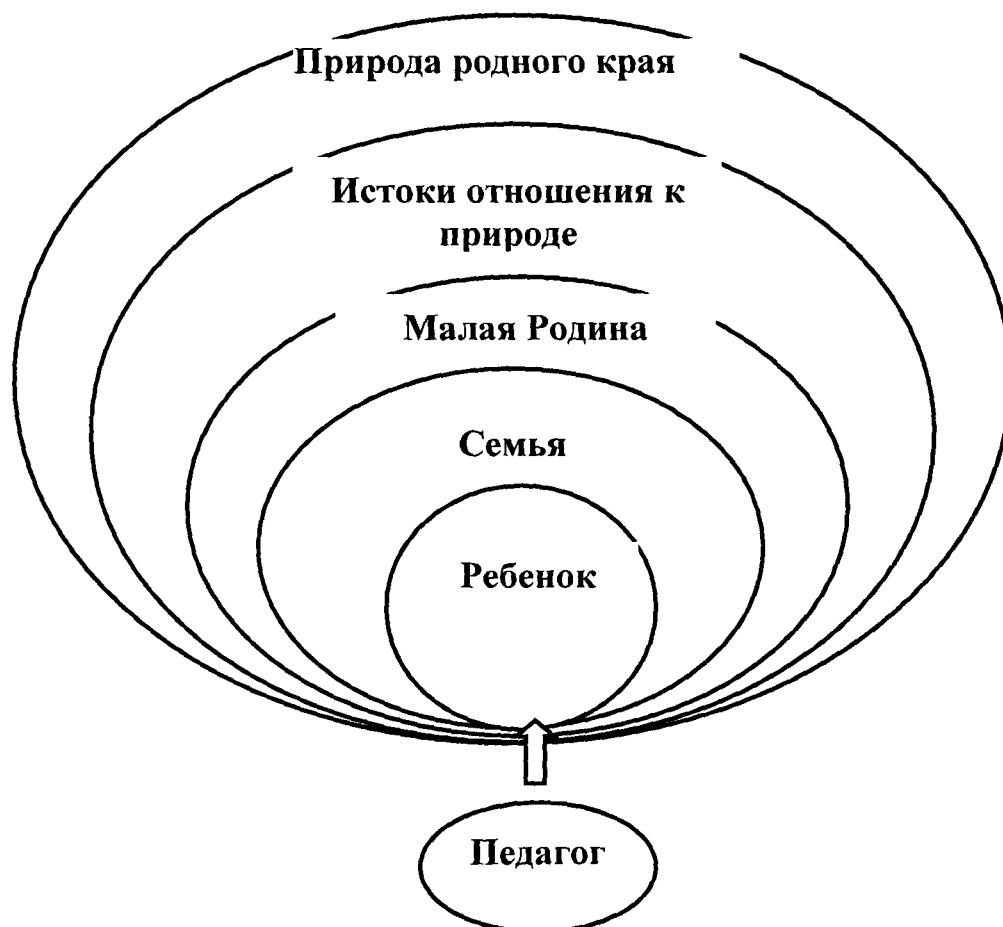 Природа родного края
Истоки отношения к
природе
Малая Родина
Семья
Ребенок
Педагог